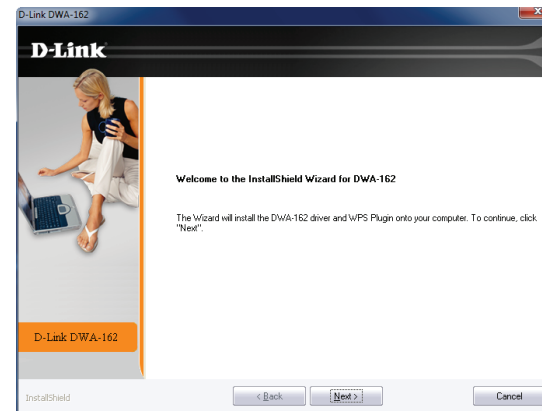 D-Link DWA-162
D-Link
Welcome to the InstallShield Wizard for DWA-162
The Wizard will install the DWA-162 driver and WPS Plugin onto your computer. To continue, click
"Next".
D-Link DWA-162
InstallShield
< Back
Next >
Cancel